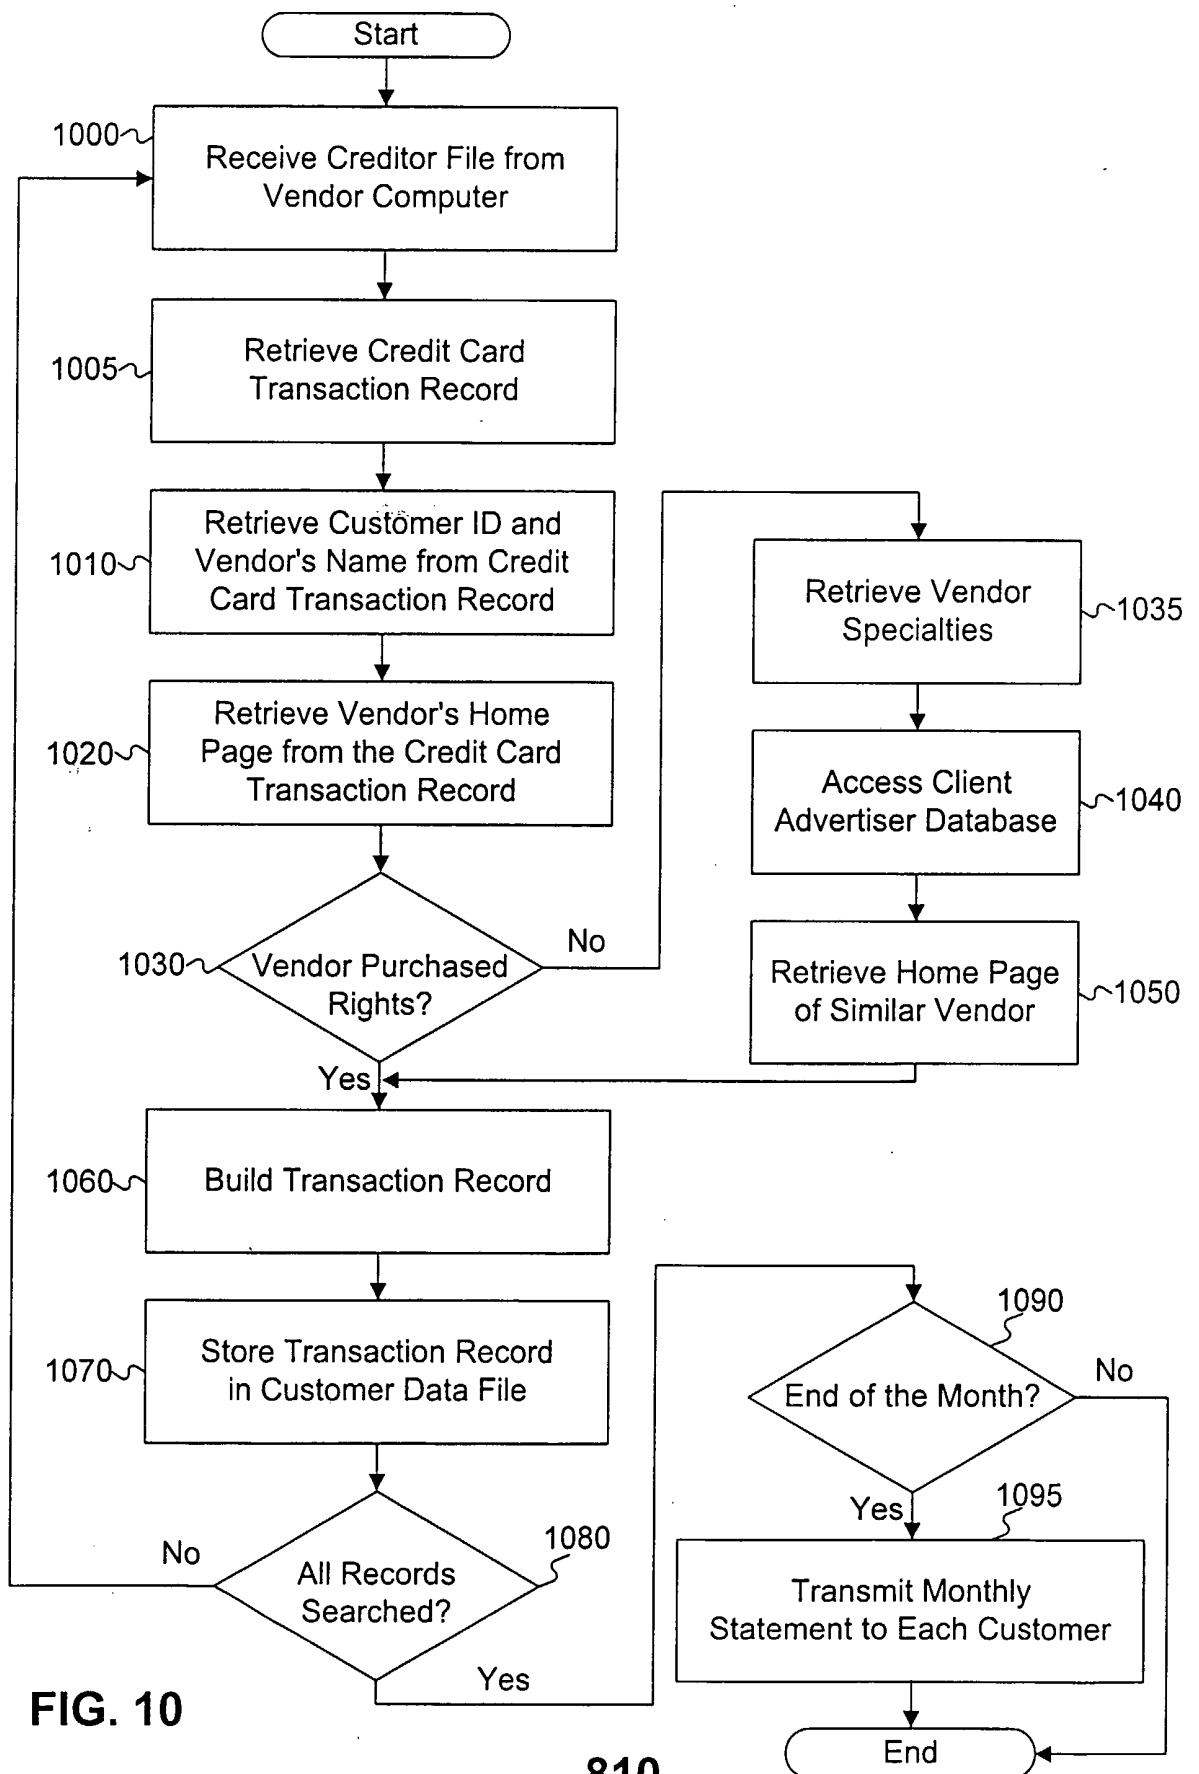 Start
1000
Receive Creditor File from
Vendor Computer
1005
Retrieve Credit Card
Transaction Record
1010
Retrieve Customer ID and
Vendor's Name from Credit
Card Transaction Record
1020
Retrieve Vendor's Home
Page from the Credit Card
Transaction Record
1030
Vendor Purchased
Rights?
No
Yes
Retrieve Vendor
Specialties
1035
Access Client
Advertiser Database
1040
Retrieve Home Page
of Similar Vendor
1050
1060
Build Transaction Record
1070
Store Transaction Record
in Customer Data File
1080
All Records
Searched?
No
Yes
1090
End of the Month?
No
Yes
1095
Transmit Monthly
Statement to Each Customer
End
FIG. 10
810